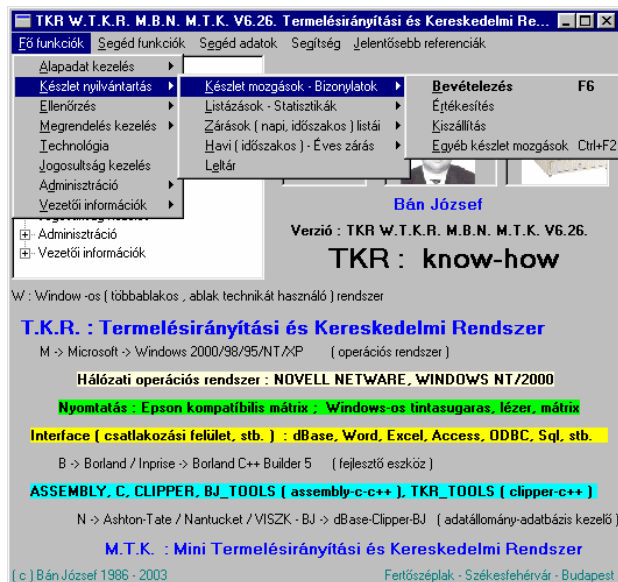 TKR W.T.K.R. M.B.N. M.T.K. V6.26. Termelésirányítási és Kereskedelmi Re...
Fő funkciók Segéd funkciók Segéd adatok Segítség Jelentősebb referenciák
Alapadat kezelés
Készlet nyilvántartás
Ellenőrzés
Megrendelés kezelés
Technológia
Jogosultság kezelés
Adminisztráció
Vezetői információk
Készlet mozgások - Bizonylatok
Listázások - Statisztikák
Zárások ( napi, időszakos ) listái
Havi ( időszakos ) - Éves zárás
Leltár
Bevételezés F6
Értékesítés
Kiszállítás
Egyéb készlet mozgások Ctrl+F2
Adminisztráció
Vezetői információk
Bán József
Verzió : TKR W.T.K.R. M.B.N. M.T.K. V6.26.
TKR : know-how
W : Window -os ( többablakos , ablak technikát használó ) rendszer
T.K.R. : Termelésirányítási és Kereskedelmi Rendszer
M -> Microsoft -> Windows 2000/98/95/NT/XP ( operációs rendszer )
Hálózati operációs rendszer : NOVELL NETWARE, WINDOWS NT/2000
Nyomtatás : Epson kompatíbilis mátrix ; Windows-os tintasugaras, lézer, mátrix
Interface ( csatlakozási felület, stb. ) : dBase, Word, Excel, Access, ODBC, Sql, stb.
B -> Borland / Inprise -> Borland C++ Builder 5 ( fejlesztő eszköz )
ASSEMBLY, C, CLIPPER, BJ_TOOLS ( assembly-c-c++ ), TKR_TOOLS ( clipper-c++ )
N -> Ashton-Tate / Nantucket / VISZK - BJ -> dBase-Clipper-BJ ( adatállomány-adatbázis kezelő )
M.T.K. : Mini Termelésirányítási és Kereskedelmi Rendszer
( c ) Bán József 1986 - 2003 Fertőszéplak - Székesfehérvár - Budapest